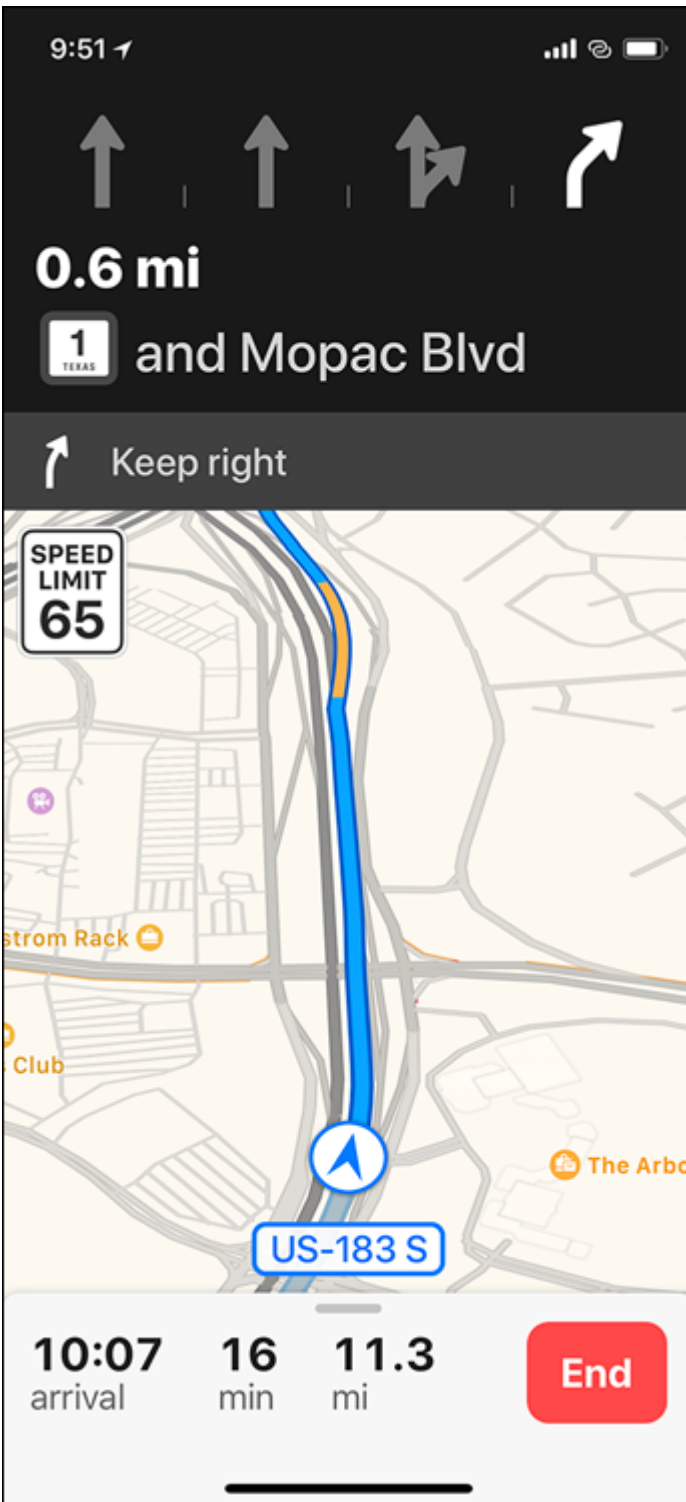 9:51
0.6 mi
1
TEXAS
and Mopac Blvd
Keep right
SPEED
LIMIT
65
strom Rack
Club
The Arbo
US-183 S
10:07 16 11.3
arrival min mi
End